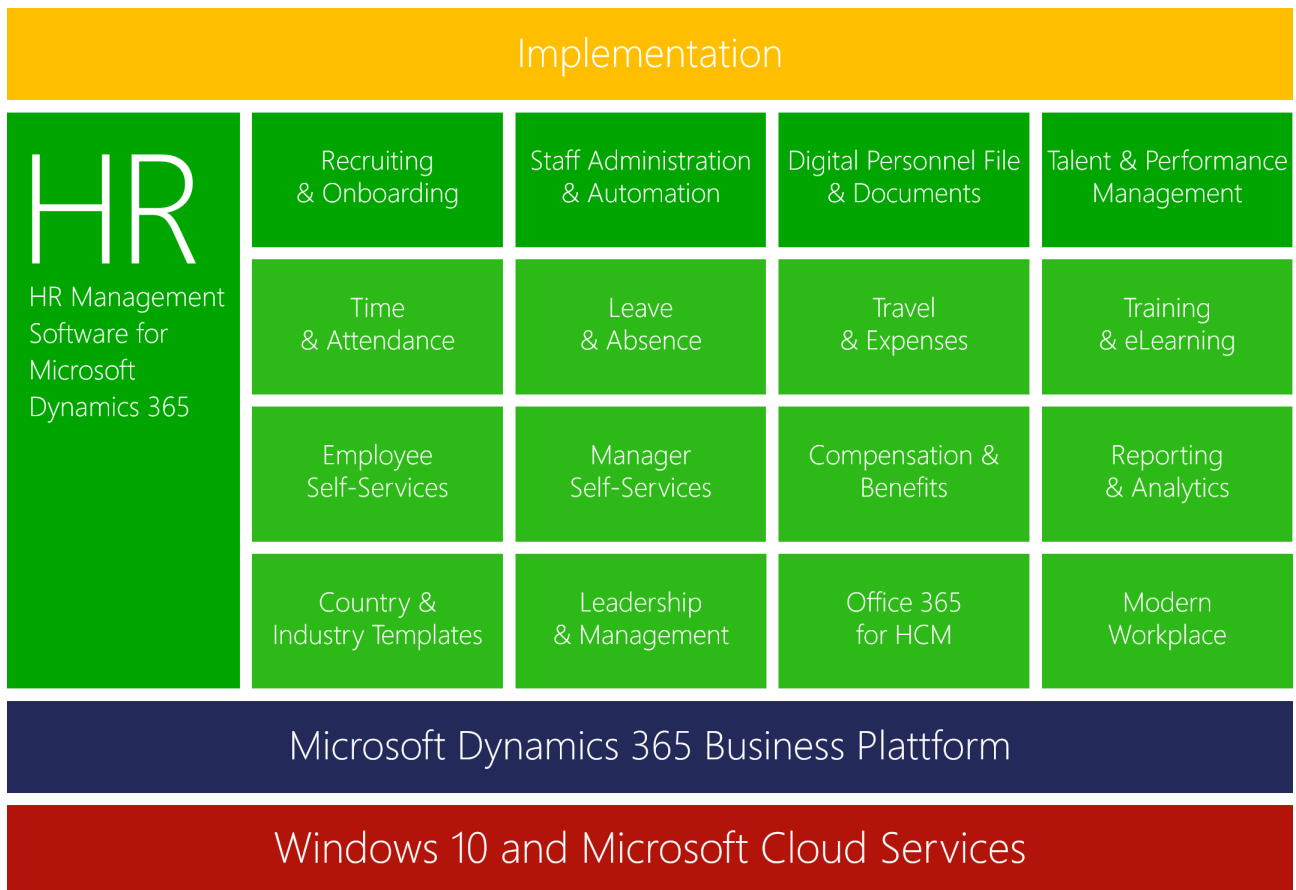 Implementation
HR
HR Management
Software for
Microsoft
Dynamics 365
Recruiting
& Onboarding
Staff Administration
& Automation
Digital Personnel File
& Documents
Talent & Performance
Management
Time
& Attendance
Leave
& Absence
Travel
& Expenses
Training
& eLearning
Employee
Self-Services
Manager
Self-Services
Compensation &
Benefits
Reporting
& Analytics
Country &
Industry Templates
Leadership
& Management
Office 365
for HCM
Modern
Workplace
Microsoft Dynamics 365 Business Plattform
Windows 10 and Microsoft Cloud Services